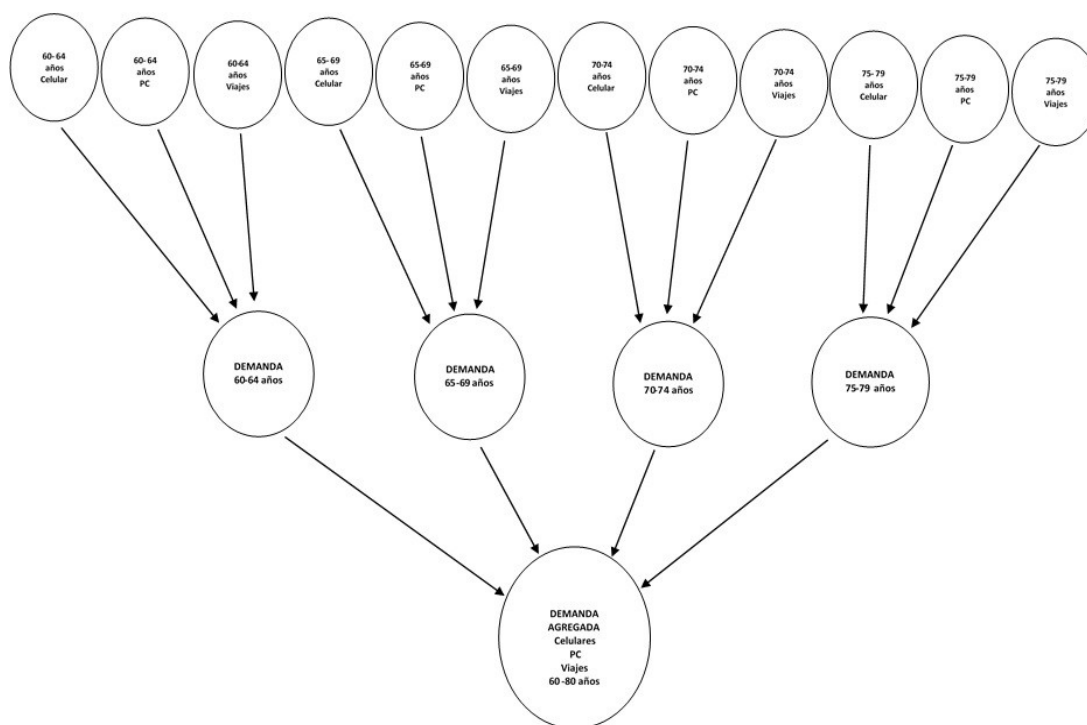 60- 64
años
Celular
60- 64
años
PC
60-64
años
Viajes
65- 69
años
Celular
65-69
años
PC
65-69
años
Viajes
70-74
años
Celular
70-74
años
PC
70-74
años
Viajes
75- 79
años
Celular
75-79
años
PC
75-79
años
Viajes
DEMANDA
60-64 años
DEMANDA
65-69 años
DEMANDA
70-74 años
DEMANDA
75-79 años
DEMANDA
AGREGADA
Celulares
PC
Viajes
60-80 años